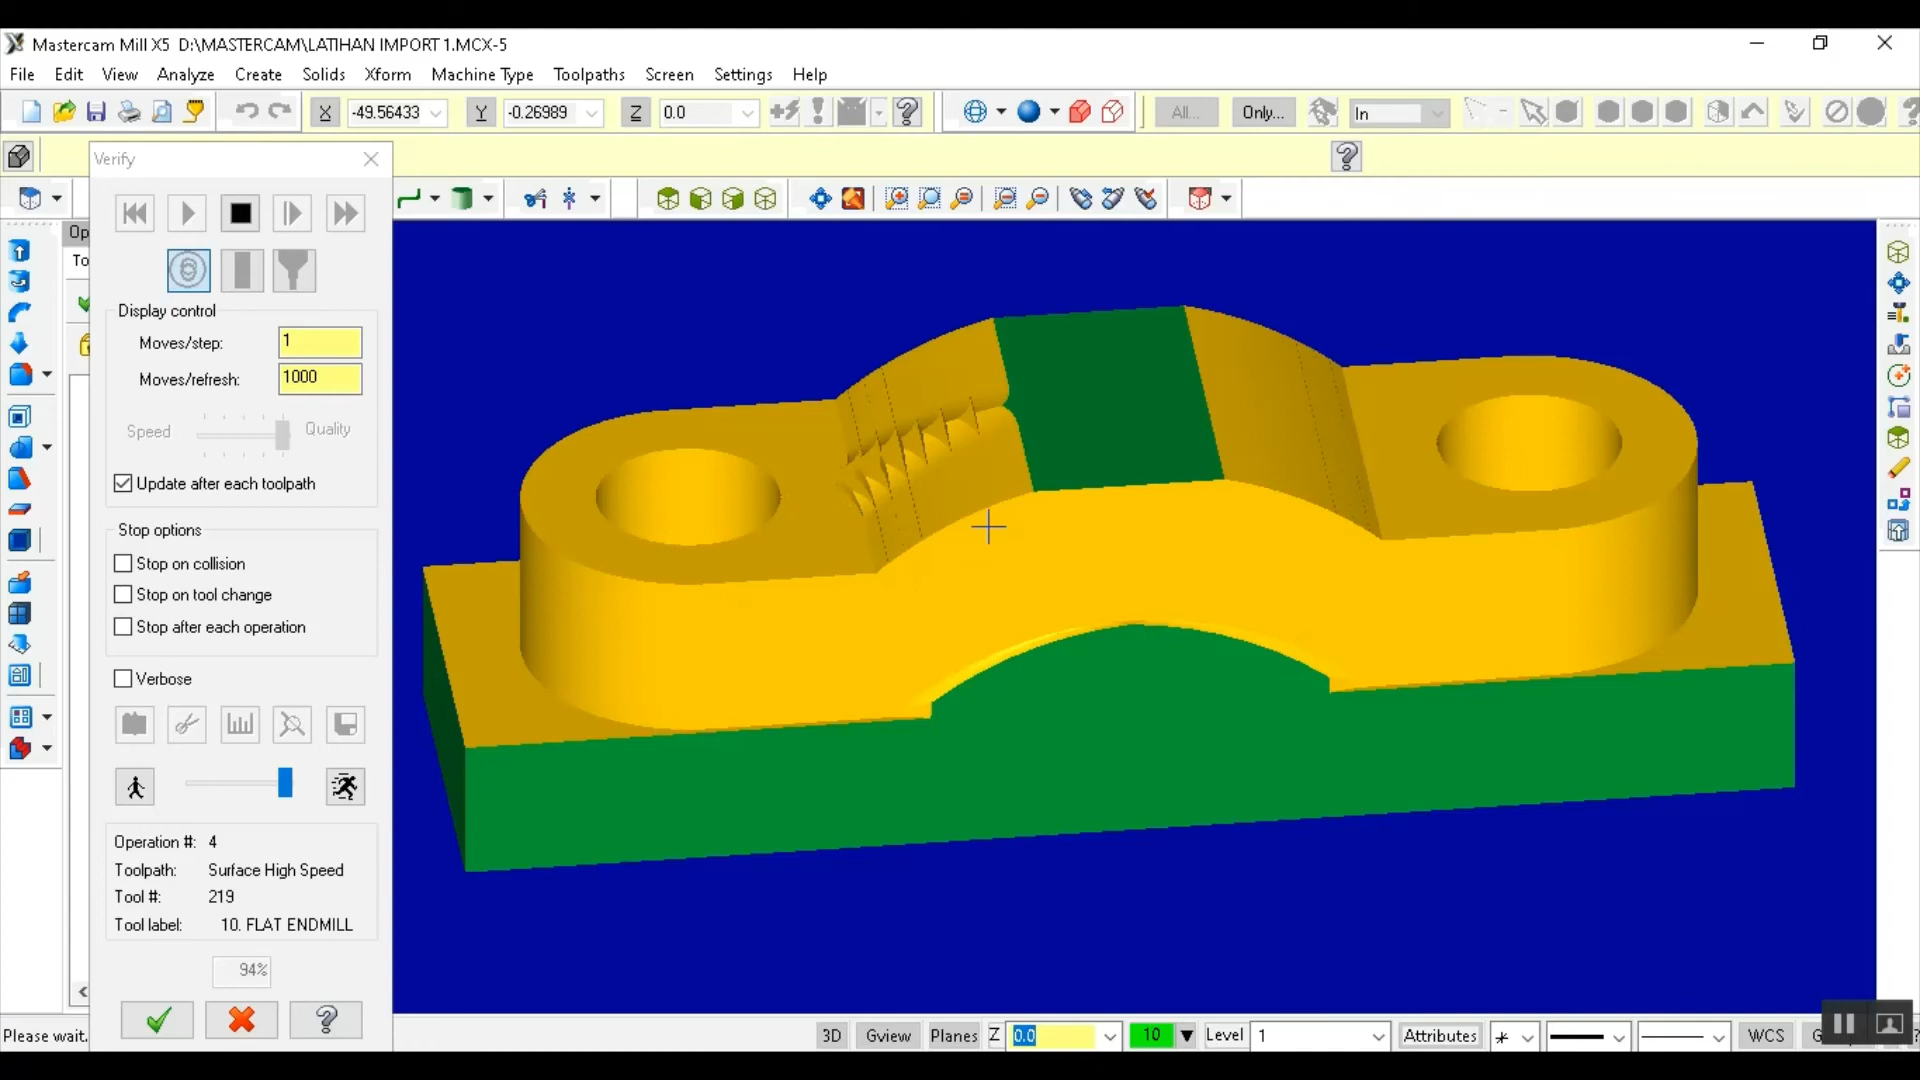 Mastercam Mill X5 D:\MASTERCAM\LATIHAN IMPORT 1.MCX-5
File Edit View Analyze Create Solids Xform Machine Type Toolpaths Screen Settings Help
X -49.56433 Y -0.26989 Z 0.0 All... Only... In
Verify
Op
To
Display control
Moves/step: 1
Moves/refresh: 1000
Speed Quality
Update after each toolpath
Stop options
Stop on collision
Stop on tool change
Stop after each operation
Verbose
Operation #: 4
Toolpath: Surface High Speed
Tool #: 219
Tool label: 10. FLAT ENDMILL
94%
Please wait. 3D Gview Planes Z 0.0 10 Level 1 Attributes WCS